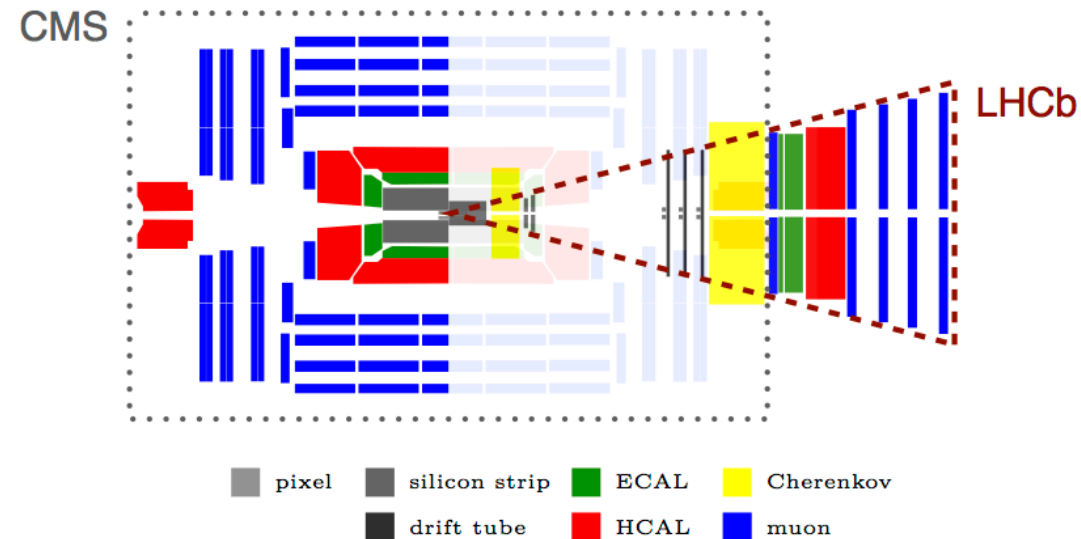 CMS
LHCb
pixel silicon strip ECAL Cherenkov
drift tube HCAL muon